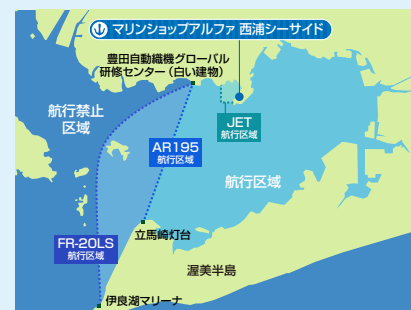 マリンショップアルファ 西浦シーサイド
豊田自動織機グローバル
研修センター（白い建物）
航行禁止
区域
JET
航行区域
AR195
航行区域
航行区域
立馬崎灯台
FR-20LS
航行区域
渥美半島
伊良湖マリーナ